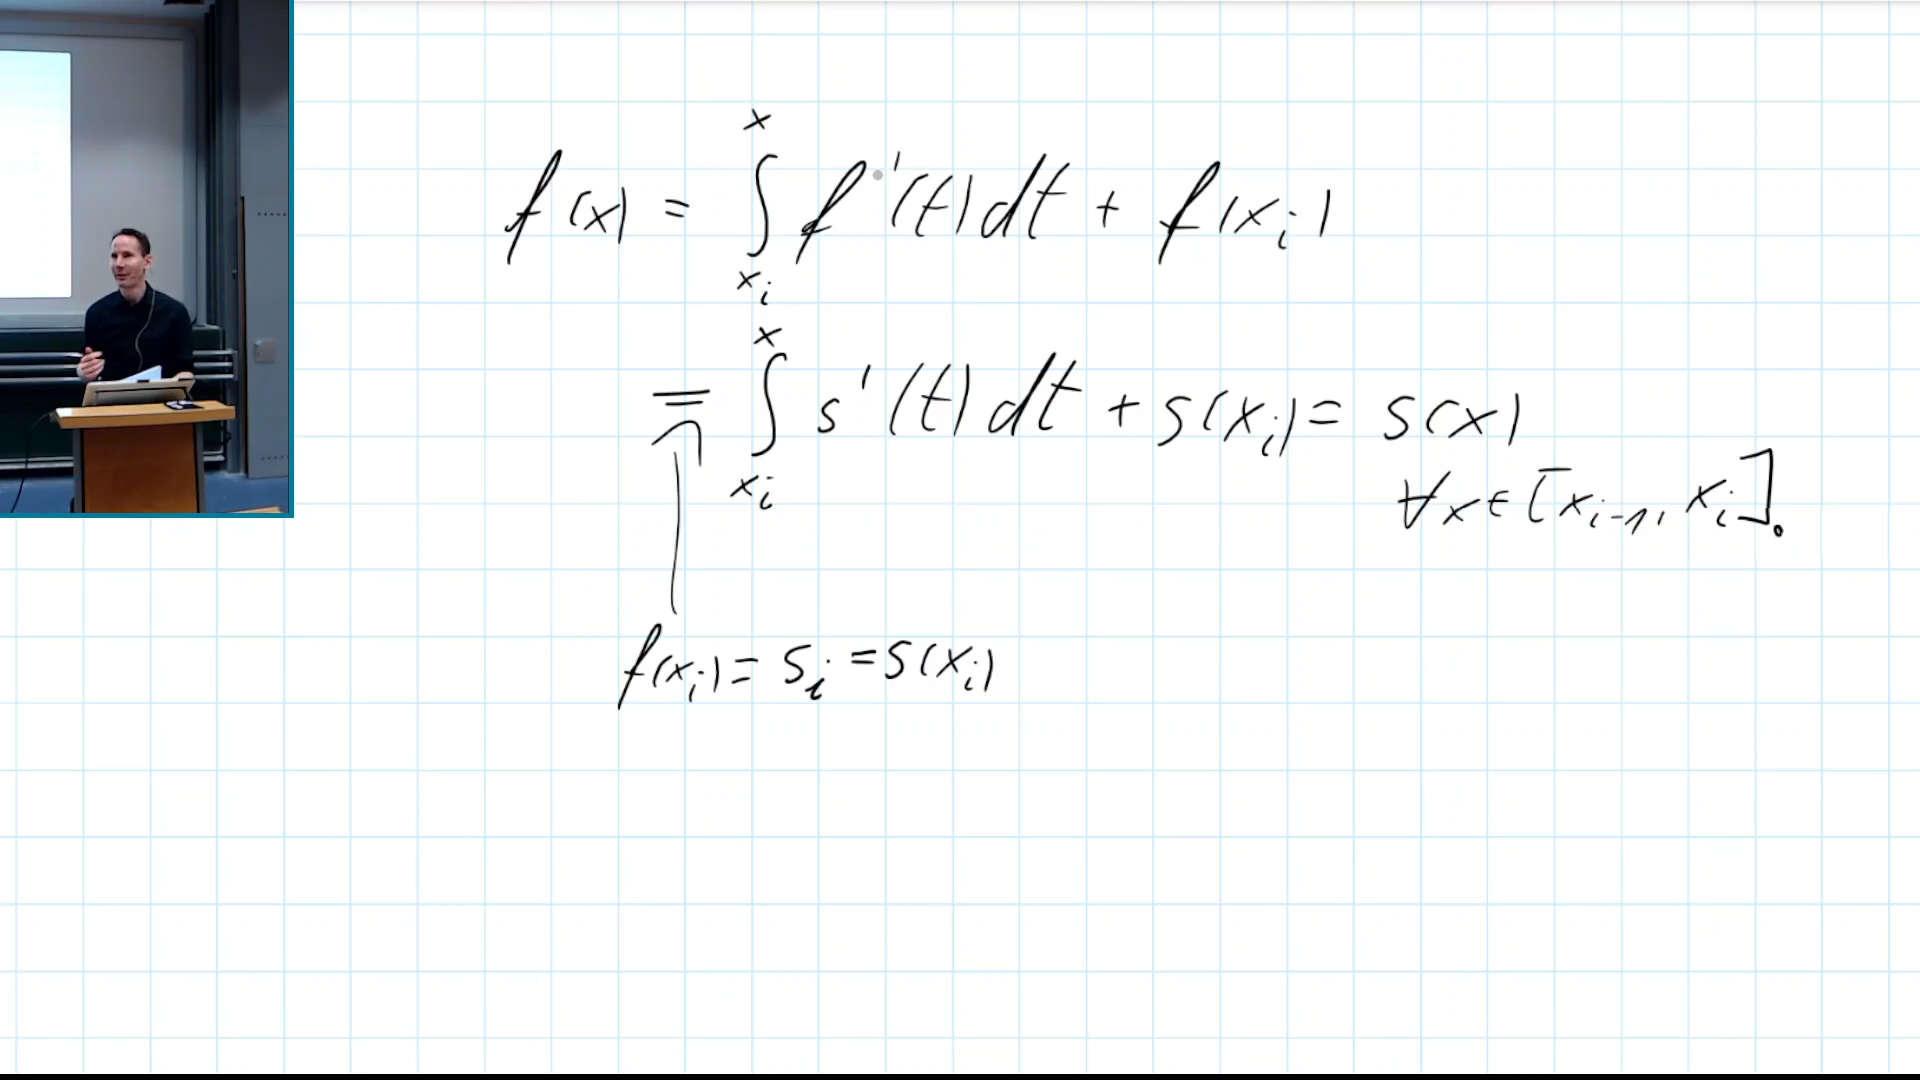 f(x) = ∫_{x_i}^{x} f'(t) dt + f(x_i)
= ∫_{x_i}^{x} s'(t) dt + s(x_i) = s(x)
∀x ∈ [x_{i-1}, x_i].
f(x_i) = s_i = s(x_i)